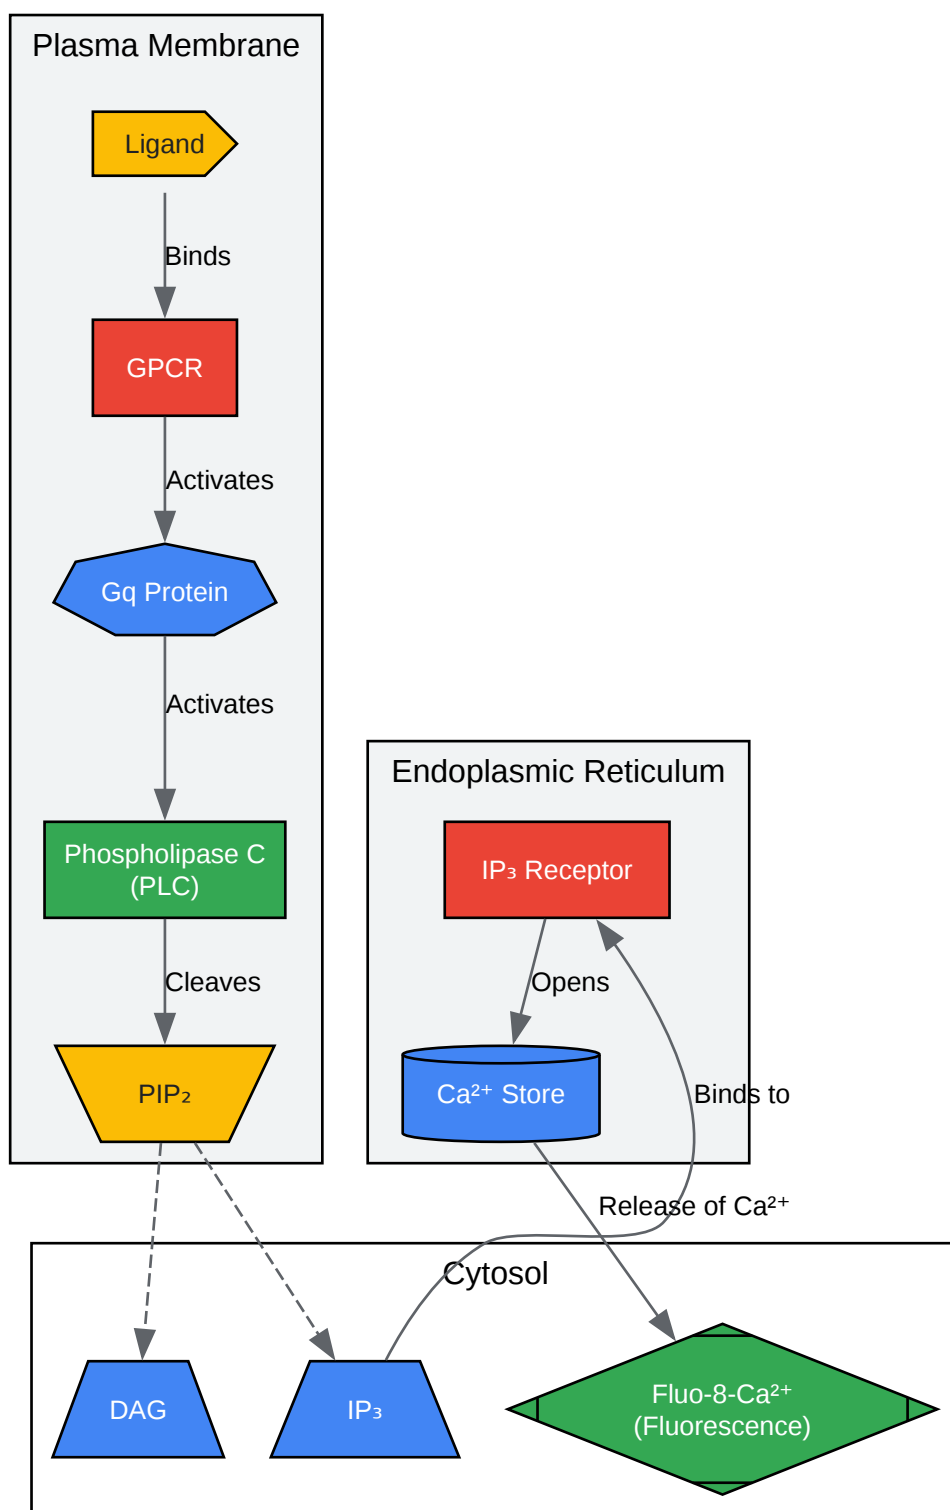 Plasma Membrane
Ligand
Binds
GPCR
Activates
Gq Protein
Activates
Phospholipase C
(PLC)
Cleaves
PIP₂
Endoplasmic Reticulum
IP₃ Receptor
Opens
Ca²⁺ Store
Binds to
Release of Ca²⁺
Cytosol
DAG
IP₃
Fluo-8-Ca²⁺
(Fluorescence)